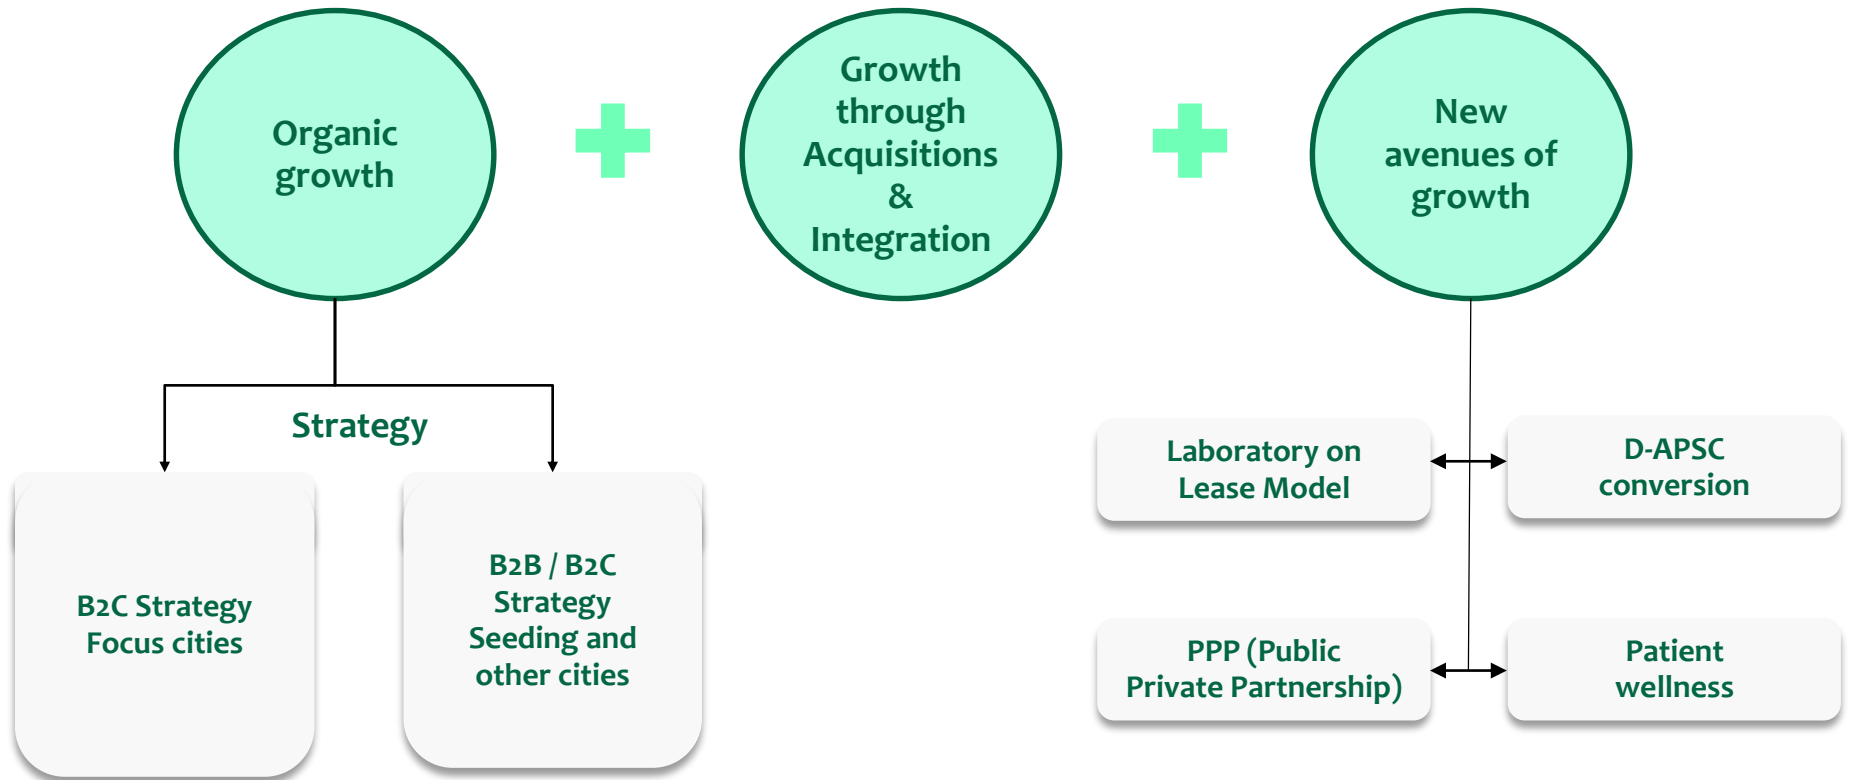 Organic
growth
Growth
through
Acquisitions
&
Integration
New
avenues of
growth
Strategy
B2C Strategy
Focus cities
B2B / B2C
Strategy
Seeding and
other cities
Laboratory on
Lease Model
D-APSC
conversion
PPP (Public
Private Partnership)
Patient
wellness